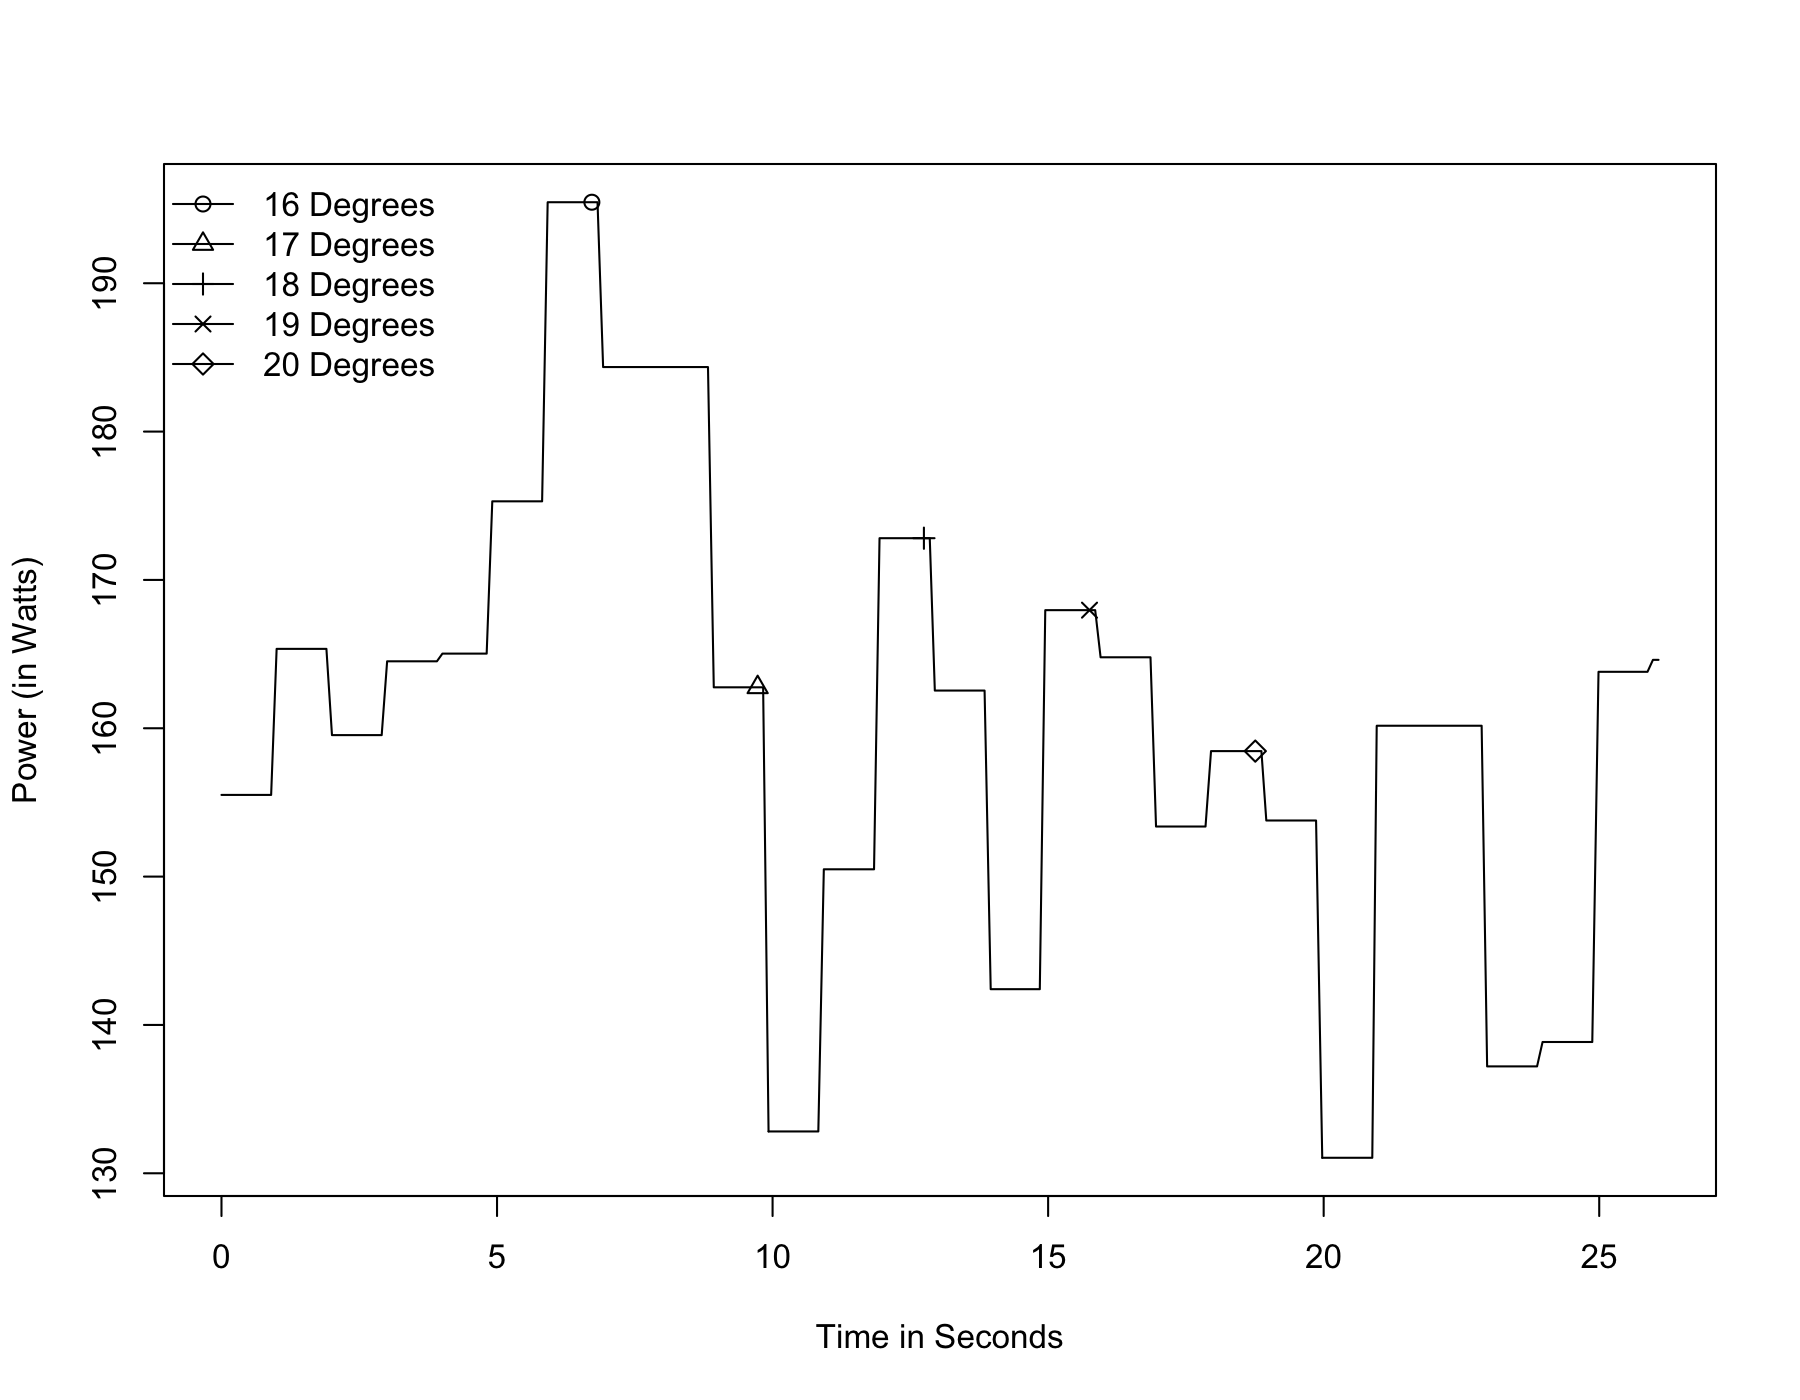 16 Degrees
17 Degrees
18 Degrees
19 Degrees
20 Degrees
190
180
170
160
150
140
130
Power (in Watts)
0 5 10 15 20 25
Time in Seconds